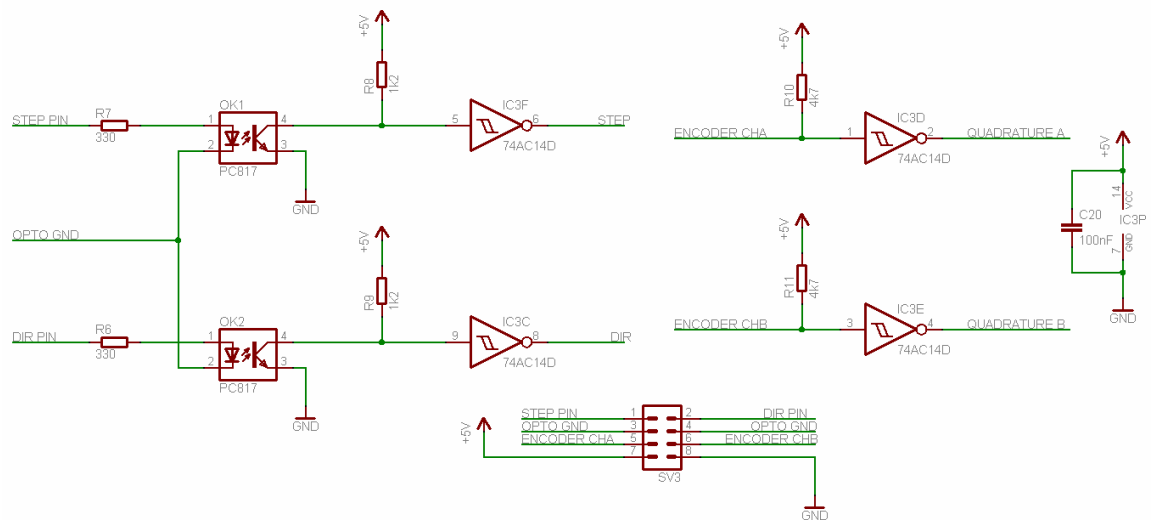 +5V
R8
1k2
STEP PIN
R7
330
OK1
1
2
4
3
PC817
GND
5
IC3F
6
74AC14D
STEP
+5V
R10
4k7
ENCODER CHA
1
IC3D
2
74AC14D
QUADRATURE A
+5V
14
VCC
C20
100nF
IC3P
7
GND
GND
OPTO GND
+5V
R9
1k2
DIR PIN
R6
330
OK2
1
2
4
3
PC817
GND
9
IC3C
8
74AC14D
DIR
+5V
R11
4k7
ENCODER CHB
3
IC3E
4
74AC14D
QUADRATURE B
+5V
STEP PIN 1 2 DIR PIN
OPTO GND 3 4 OPTO GND
ENCODER CHA 5 6 ENCODER CHB
7 8
SV3
GND